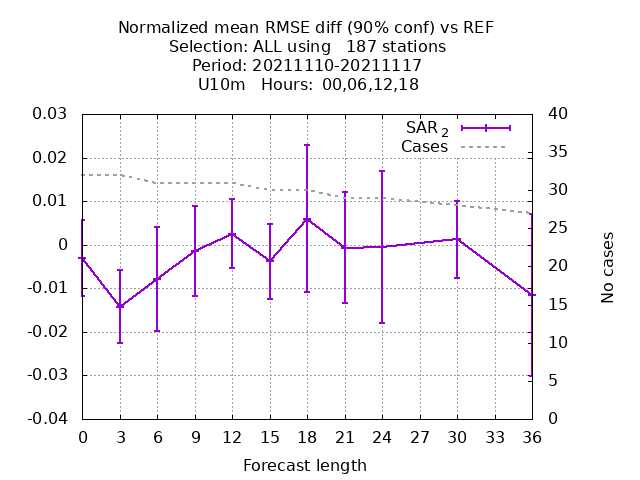 Normalized mean RMSE diff (90% conf) vs REF
Selection: ALL using   187 stations
Period: 20211110-20211117
U10m   Hours:  00,06,12,18
SAR 2
Cases
0.03
0.02
0.01
0
-0.01
-0.02
-0.03
-0.04
40
35
30
25
20
15
10
5
0
No cases
0 3 6 9 12 15 18 21 24 27 30 33 36
Forecast length